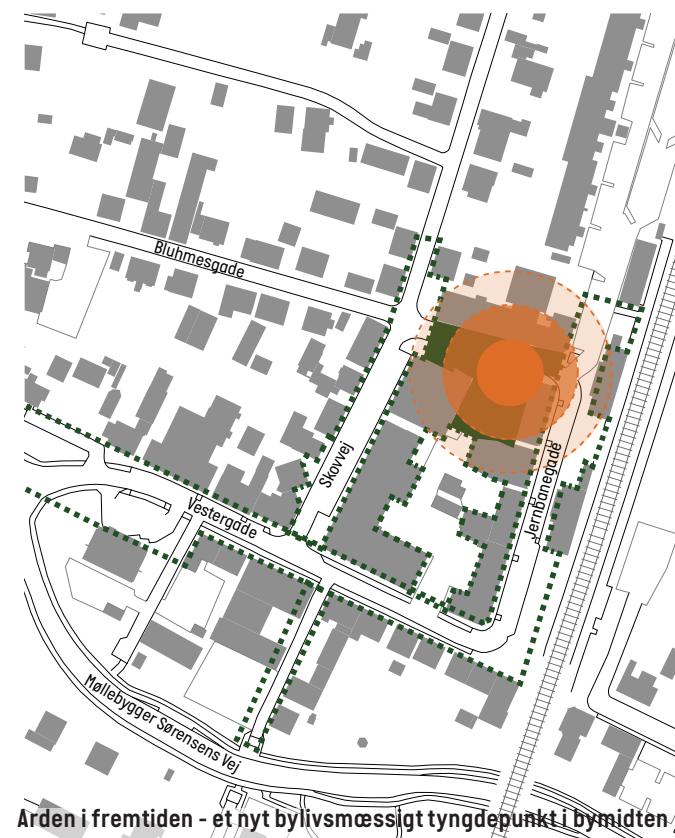 Bluhmesgade
Skovvej
Jernbanegade
Vestergade
Møllebygger Sørensens Vej
Arden i fremtiden - et nyt bylivsmæssigt tyngdepunkt i bymidten